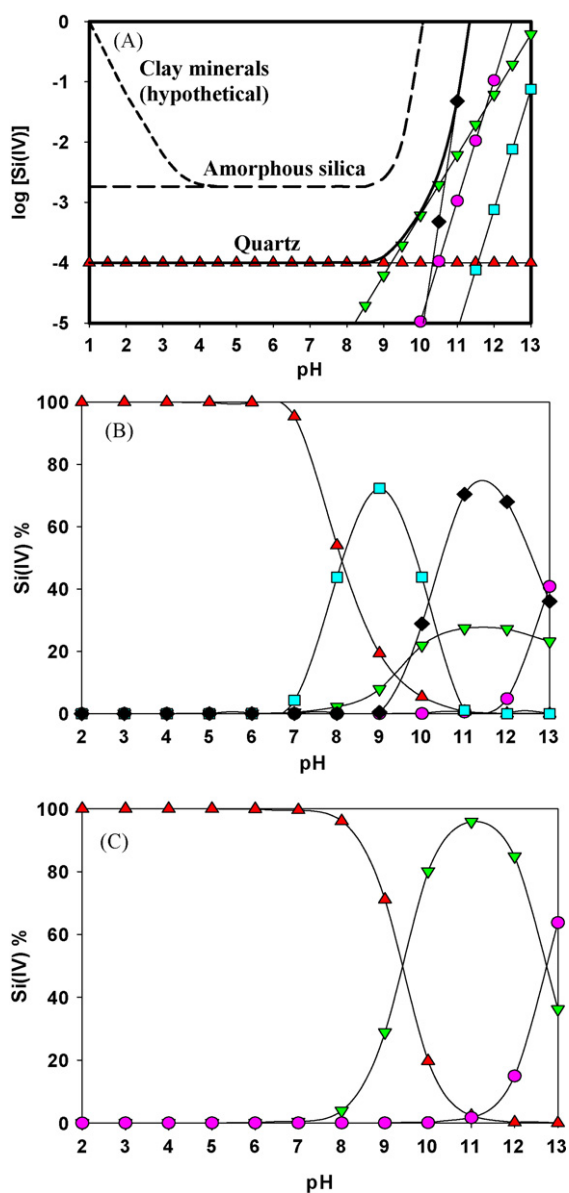 (A)
Clay minerals
(hypothetical)
Amorphous silica
Quartz
log [Si(IV)]
0
-1
-2
-3
-4
-5
1 2 3 4 5 6 7 8 9 10 11 12 13
pH
(B)
Si(IV) %
100
80
60
40
20
0
2 3 4 5 6 7 8 9 10 11 12 13
pH
(C)
Si(IV) %
100
80
60
40
20
0
2 3 4 5 6 7 8 9 10 11 12 13
pH